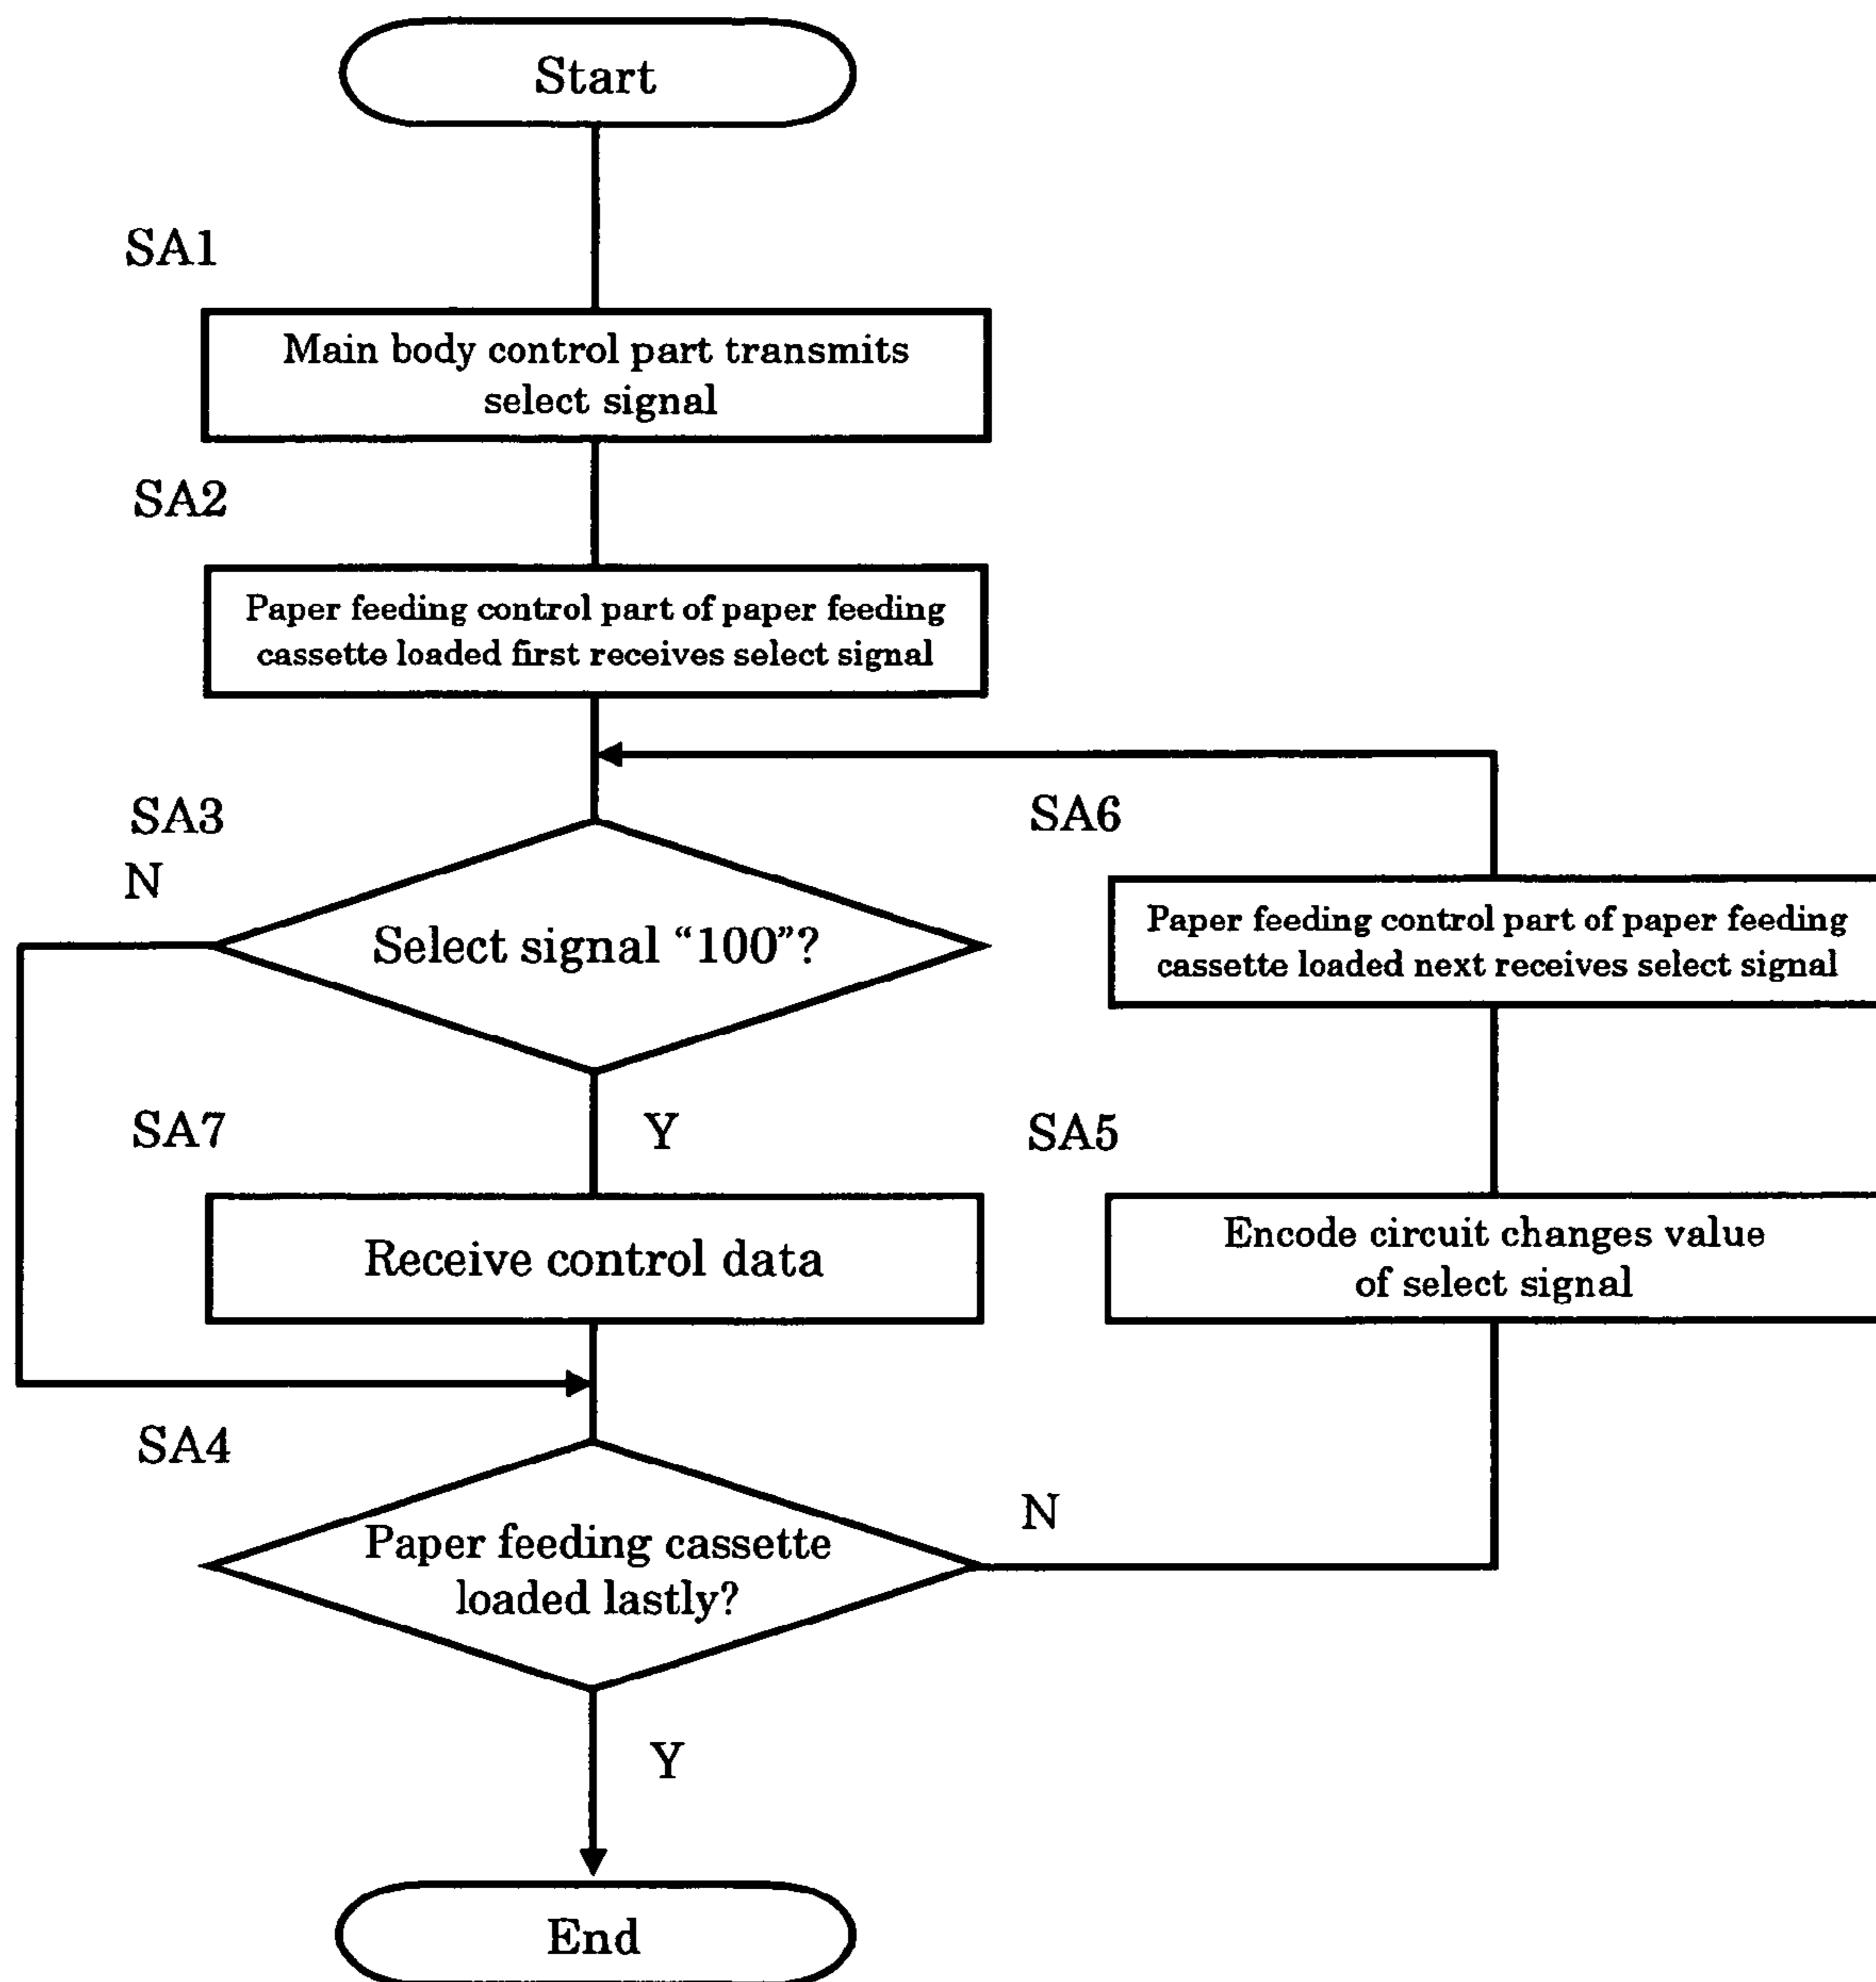 Start
SA1
Main body control part transmits
select signal
SA2
Paper feeding control part of paper feeding
cassette loaded first receives select signal
SA3
N
Select signal “100”?
SA6
Paper feeding control part of paper feeding
cassette loaded next receives select signal
SA7
Y
Receive control data
SA5
Encode circuit changes value
of select signal
SA4
Paper feeding cassette
loaded lastly?
N
Y
End